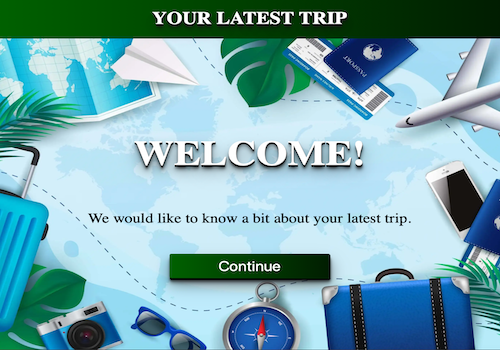 YOUR LATEST TRIP
PASSPORT
WELCOME!
We would like to know a bit about your latest trip.
Continue